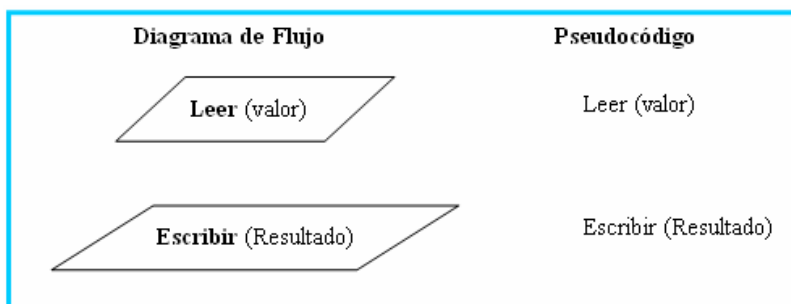 Diagrama de Flujo
Pseudocódigo
Leer (valor)
Leer (valor)
Escribir (Resultado)
Escribir (Resultado)